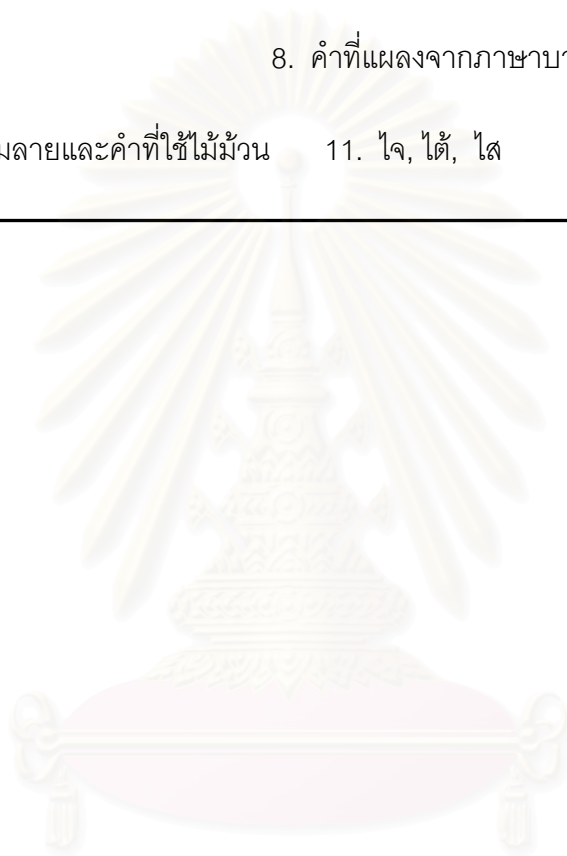 8. คำที่แผลงจากภาษาบา
มลายและคำที่ใช้ไม้ม้วน 11. ไจ, ไต้, ไส